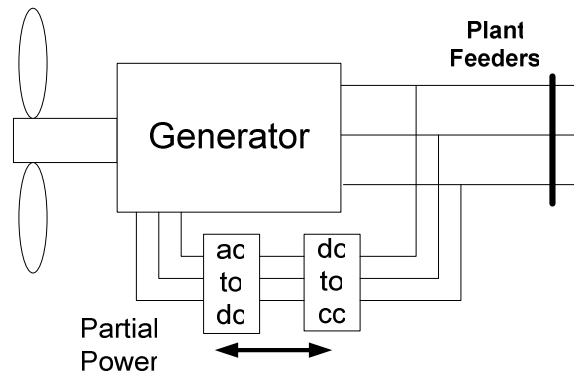 Plant
Feeders
Generator
ac
to
dc
dc
to
cc
Partial
Power